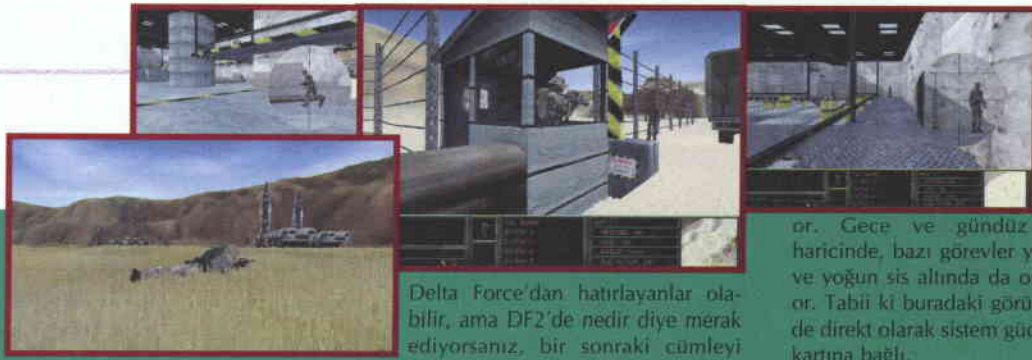 Delta Force'dan hatırlayanlar ola-
bilir, ama DF2'de nedir diye merak
ediyorsanız, bir sonraki cümleyi
or. Gece ve gündüz
haricinde, bazı görevler
ve yoğun sis altında da
or. Tabii ki buradaki
de direkt olarak sistem
kartına bağlı.